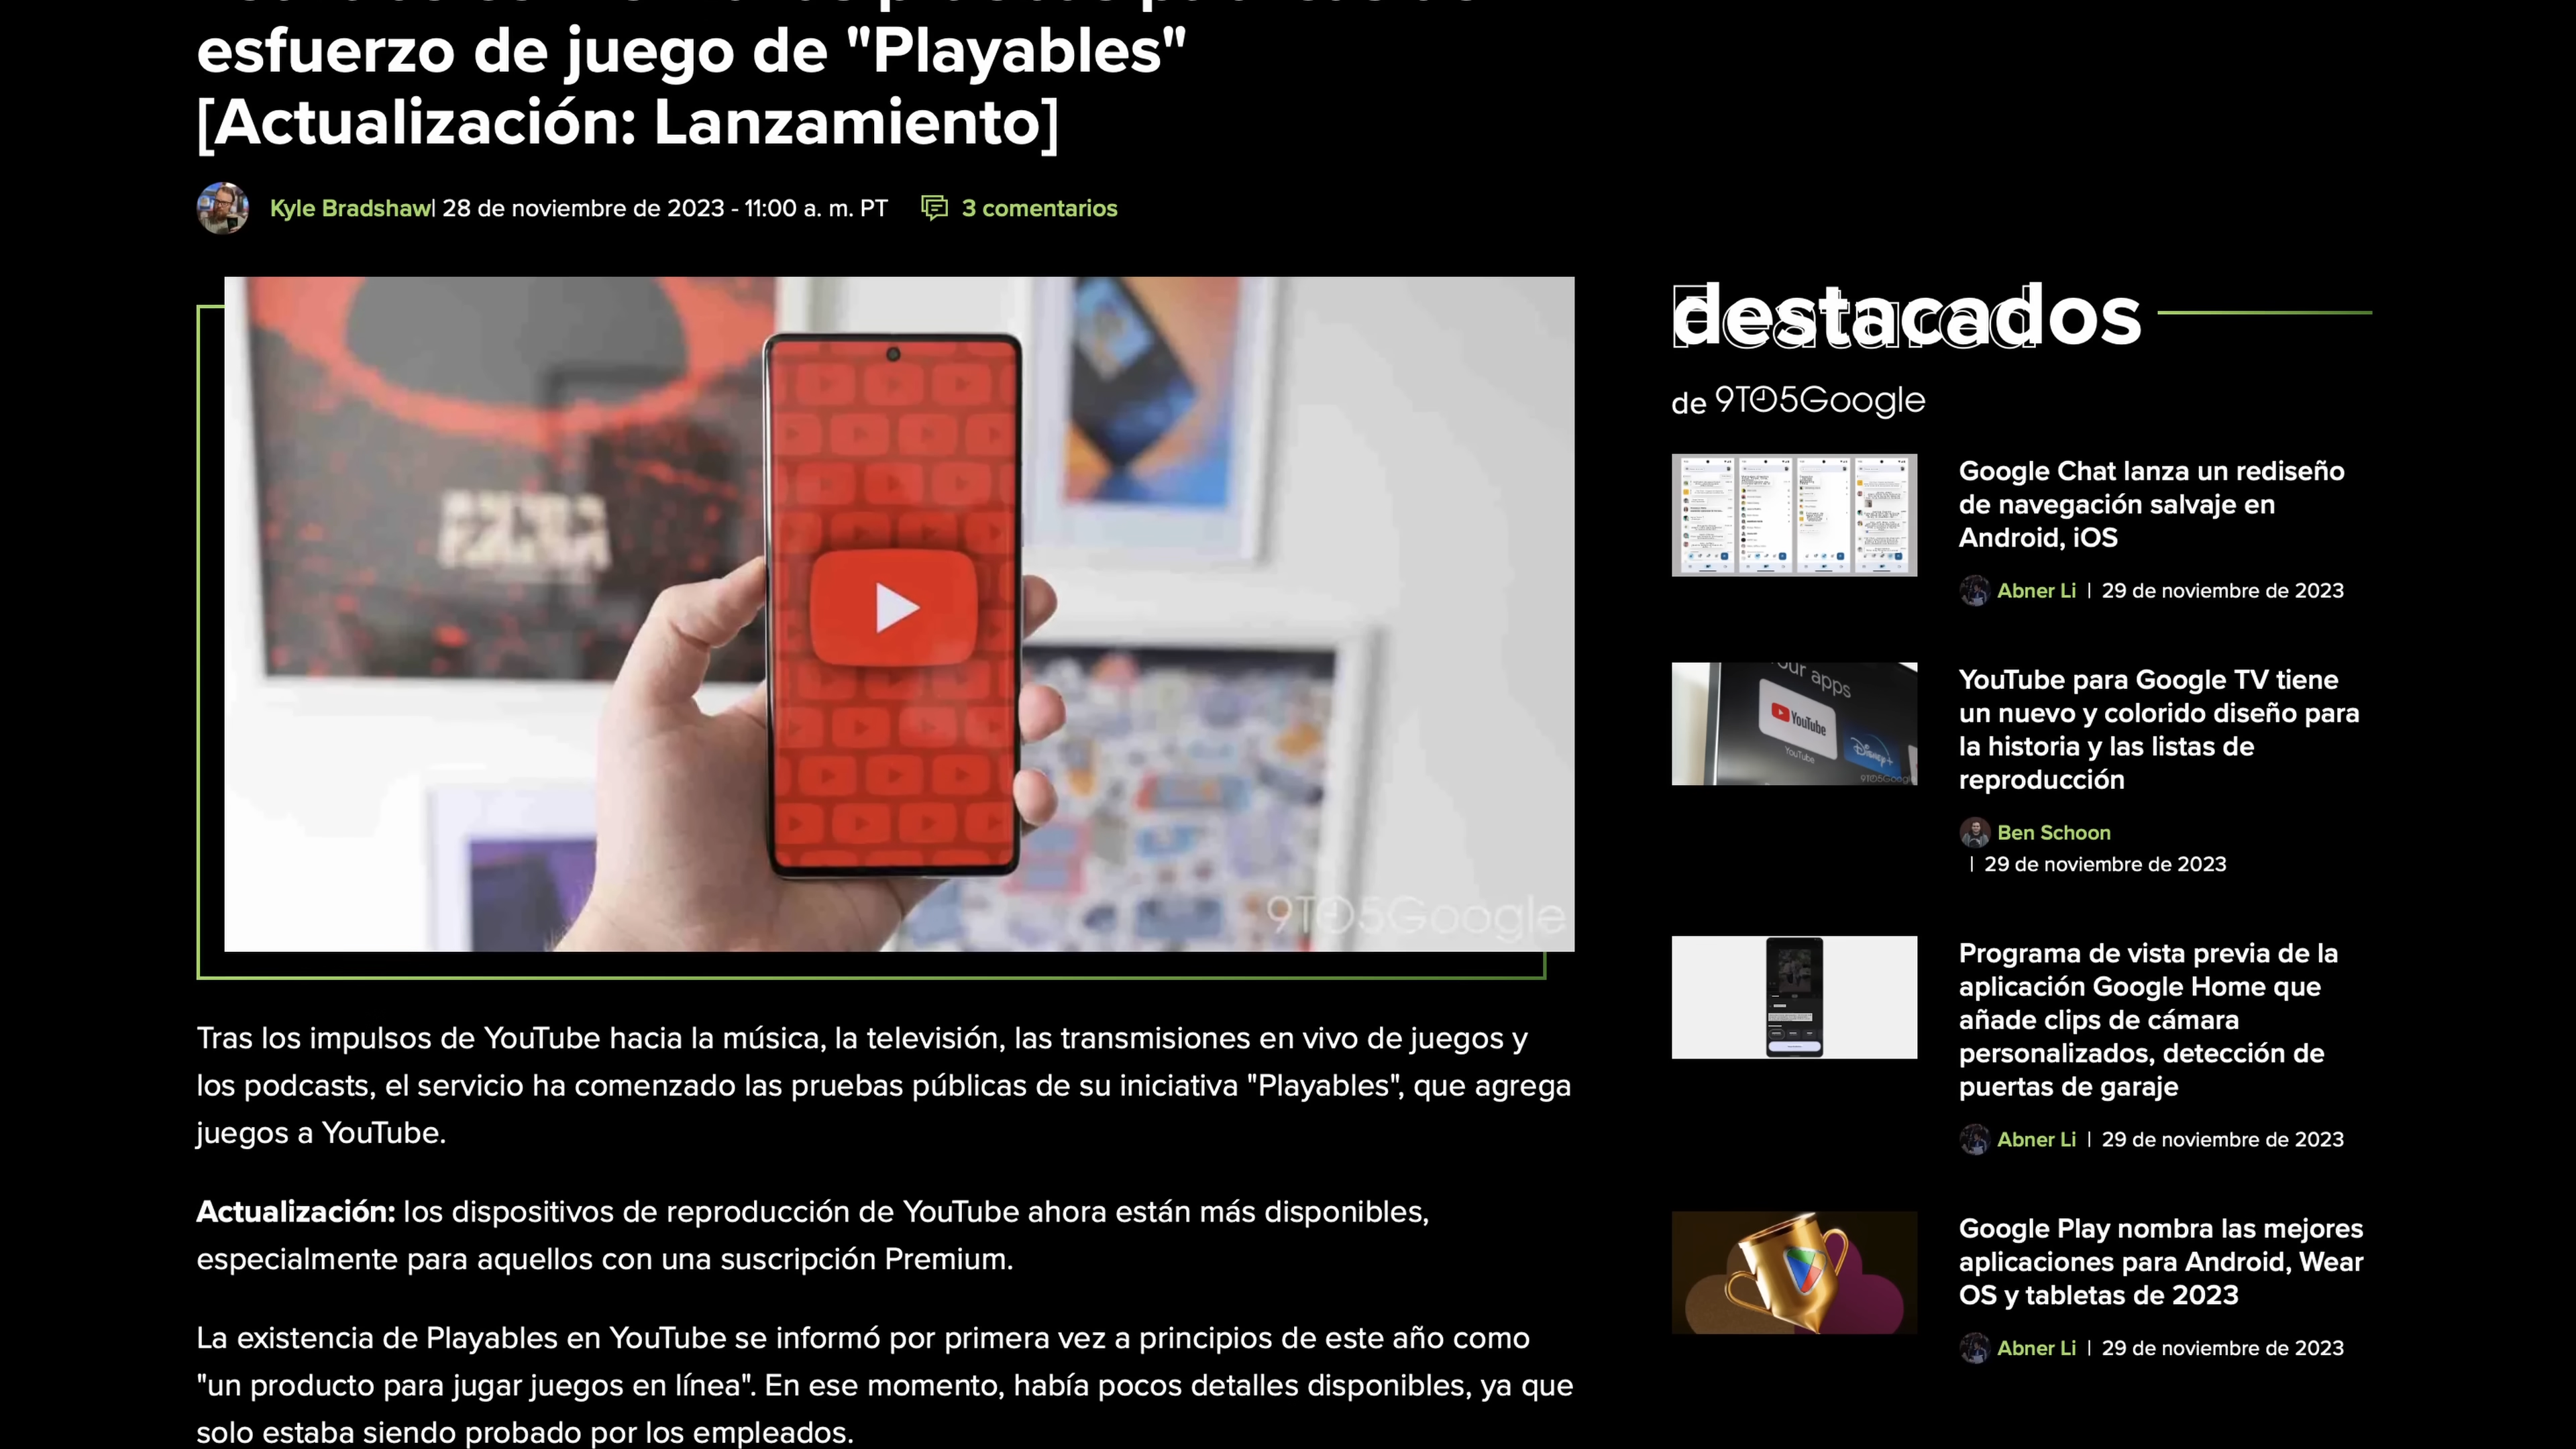 esfuerzo de juego de "Playables"
[Actualización: Lanzamiento]
Kyle Bradshaw| 28 de noviembre de 2023 - 11:00 a. m. PT
3 comentarios
9TO5Google
Tras los impulsos de YouTube hacia la música, la televisión, las transmisiones en vivo de juegos y
los podcasts, el servicio ha comenzado las pruebas públicas de su iniciativa "Playables", que agrega
juegos a YouTube.
Actualización: los dispositivos de reproducción de YouTube ahora están más disponibles,
especialmente para aquellos con una suscripción Premium.
La existencia de Playables en YouTube se informó por primera vez a principios de este año como
"un producto para jugar juegos en línea". En ese momento, había pocos detalles disponibles, ya que
solo estaba siendo probado por los empleados.
destacados
Featured
de 9TO5Google
Google Chat lanza un rediseño
de navegación salvaje en
Android, iOS
Abner Li | 29 de noviembre de 2023
our apps
YouTube
Disney+
YouTube
9TO5Google
YouTube para Google TV tiene
un nuevo y colorido diseño para
la historia y las listas de
reproducción
Ben Schoon
| 29 de noviembre de 2023
Programa de vista previa de la
aplicación Google Home que
añade clips de cámara
personalizados, detección de
puertas de garaje
Abner Li | 29 de noviembre de 2023
Google Play nombra las mejores
aplicaciones para Android, Wear
OS y tabletas de 2023
Abner Li | 29 de noviembre de 2023